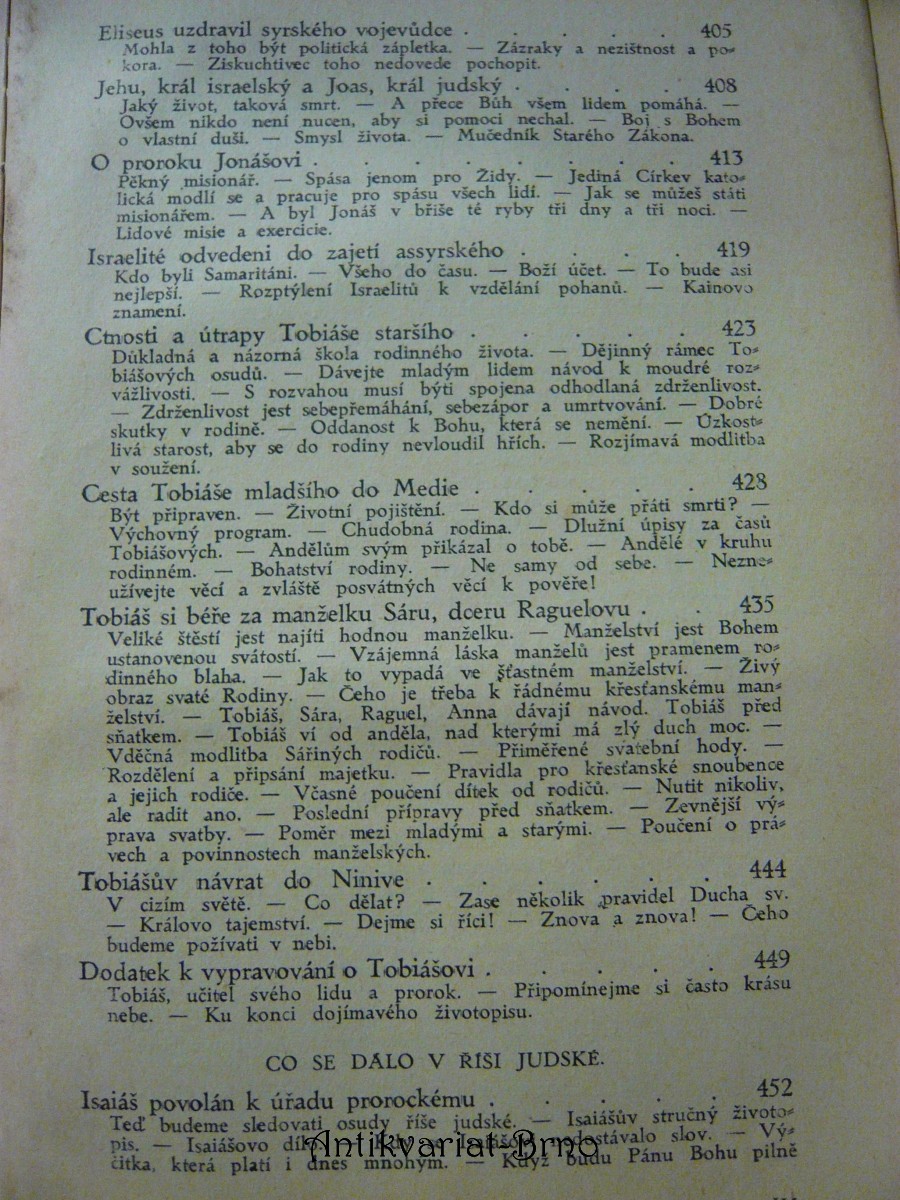 Eliseus uzdravil syrského vojevůdce . . . . . 405
Mohla z toho být politická zápletka. — Zázraky a nezištnost a po-
kora. — Ziskuchtivec toho nedovede pochopit.
Jehu, král israelský a Joas, král judský . . . . 408
Jaký život, taková smrt. — A přece Bůh všem lidem pomáhá. —
Ovšem nikdo není nucen, aby si pomoci nechal. — Boj s Bohem
o vlastní duši. — Smysl života. — Mučedník Starého Zákona.
O proroku Jonášovi . . . . . . . . 413
Pěkný misionář. — Spása jenom pro Židy. — Jediná Církev kato-
lická modlí se a pracuje pro spásu všech lidí. — Jak se můžeš státi
misionářem. — A byl Jonáš v břiše té ryby tři dny a tři noci. —
Lidové misie a exercicie.
Israelité odvedeni do zajetí assyrského . . . . 419
Kdo byli Samaritáni. — Všeho do času. — Boží účet. — To bude asi
nejlepší. — Rozptýlení Israelitů k vzdělání pohanů. — Kainovo
znamení.
Ctnosti a útrapy Tobiáše staršího . . . . . 423
Důkladná a názorná škola rodinného života. — Dějinný rámec To-
biášových osudů. — Dávejte mladým lidem návod k moudré roz-
vážlivosti. — S rozvahou musí býti spojena odhodlaná zdrženlivost.
— Zdrženlivost jest sebepřemáhání, sebezápor a umrtvování. — Dobré
skutky v rodině. — Oddanost k Bohu, která se nemění. — Úzkost-
livá starost, aby se do rodiny nevloudil hřích. — Rozjímavá modlitba
v soužení.
Cesta Tobiáše mladšího do Medie . . . . . 428
Být připraven. — Životní pojištění. — Kdo si může přáti smrti? —
Výchovný program. — Chudobná rodina. — Dlužní úpisy za časů
Tobiášových. — Andělům svým přikázal o tobě. — Andělé v kruhu
rodinném. — Bohatství rodiny. — Ne samy od sebe. — Nezne-
užívejte věcí a zvláště posvátných věcí k pověře!
Tobiáš si béře za manželku Sáru, dceru Raguelovu . . 435
Veliké štěstí jest najíti hodnou manželku. — Manželství jest Bohem
ustanovenou svátostí. — Vzájemná láska manželů jest pramenem ro-
dinného blaha. — Jak to vypadá ve šťastném manželství. — Živý
obraz svaté Rodiny. — Čeho je třeba k řádnému křesťanskému man-
želství. — Tobiáš, Sára, Raguel, Anna dávají návod. Tobiáš před
sňatkem. — Tobiáš ví od anděla, nad kterými má zlý duch moc. —
Vděčná modlitba Sářiných rodičů. — Přiměřené svatební hody. —
Rozdělení a připsání majetku. — Pravidla pro křesťanské snoubence
a jejich rodiče. — Včasné poučení dítek od rodičů. — Nutit nikoliv,
ale radit ano. — Poslední přípravy před sňatkem. — Zevnější vý-
prava svatby. — Poměr mezi mladými a starými. — Poučení o prá-
vech a povinnostech manželských.
Tobiášův návrat do Ninive . . . . . . 444
V cizím světě. — Co dělat? — Zase několik pravidel Ducha sv.
— Královo tajemství. — Dejme si říci! — Znova a znova! — Čeho
budeme požívati v nebi.
Dodatek k vypravování o Tobiášovi . . . . . 449
Tobiáš, učitel svého lidu a prorok. — Připomínejme si často krásu
nebe. — Ku konci dojímavého životopisu.
CO SE DÁLO V ŘÍŠI JUDSKÉ.
Isaiáš povolán k úřadu prorockému . . . . . 452
Teď budeme sledovati osudy říše judské. — Isaiášův stručný životo-
pis. — Isaiášovo dílo. — Kdy se Isaiášovi nedostávalo slov. — Vý-
čitka, která platí i dnes mnohým. — Když budu Pánu Bohu pilně
Antikvariat-Brno